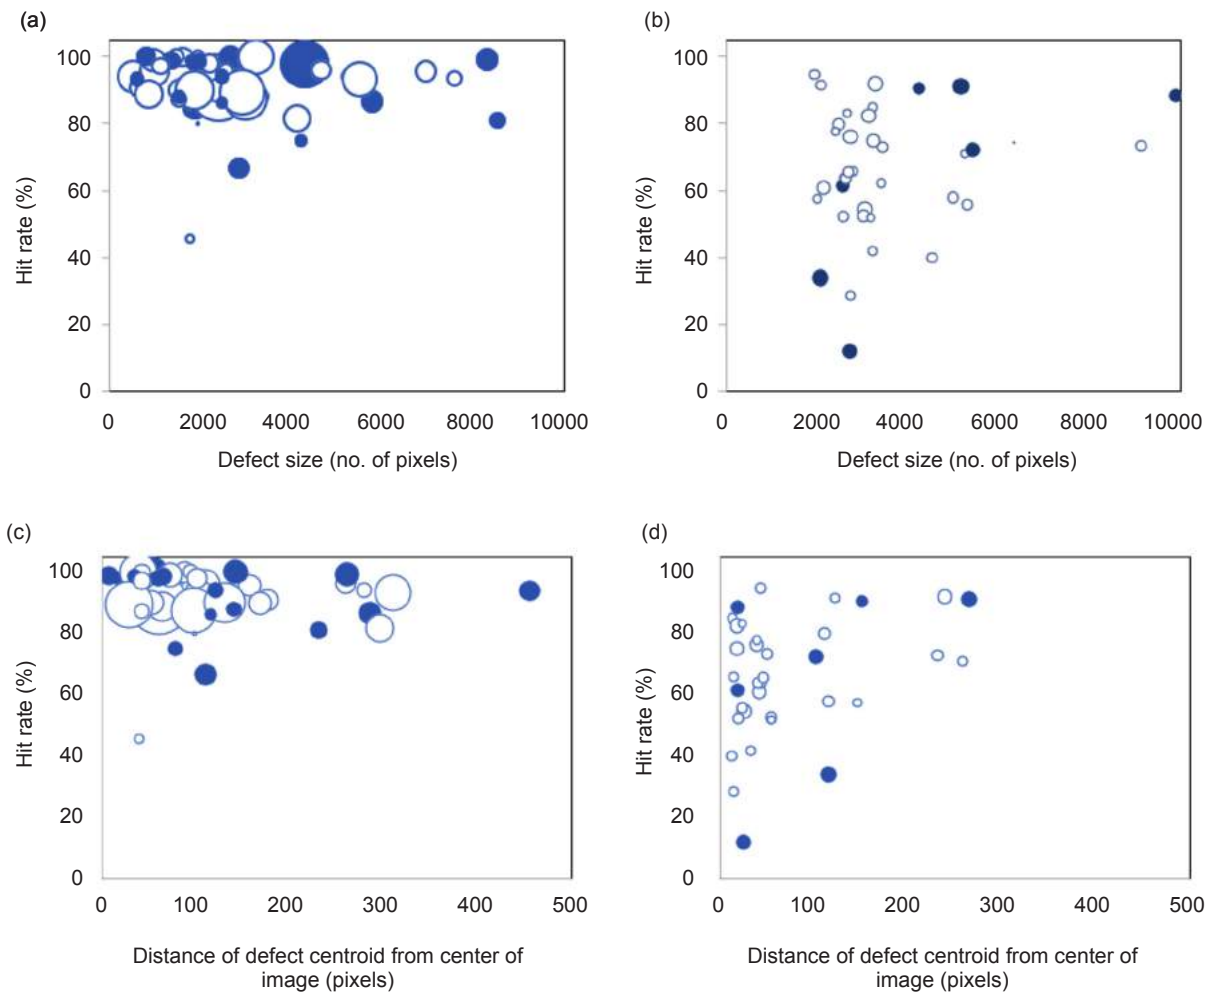 (a)
100
80
60
40
20
0
Hit rate (%)
0 2000 4000 6000 8000 10000
Defect size (no. of pixels)
(b)
100
80
60
40
20
0
Hit rate (%)
0 2000 4000 6000 8000 10000
Defect size (no. of pixels)
(c)
100
80
60
40
20
0
Hit rate (%)
0 100 200 300 400 500
Distance of defect centroid from center of
image (pixels)
(d)
100
80
60
40
20
0
Hit rate (%)
0 100 200 300 400 500
Distance of defect centroid from center of
image (pixels)